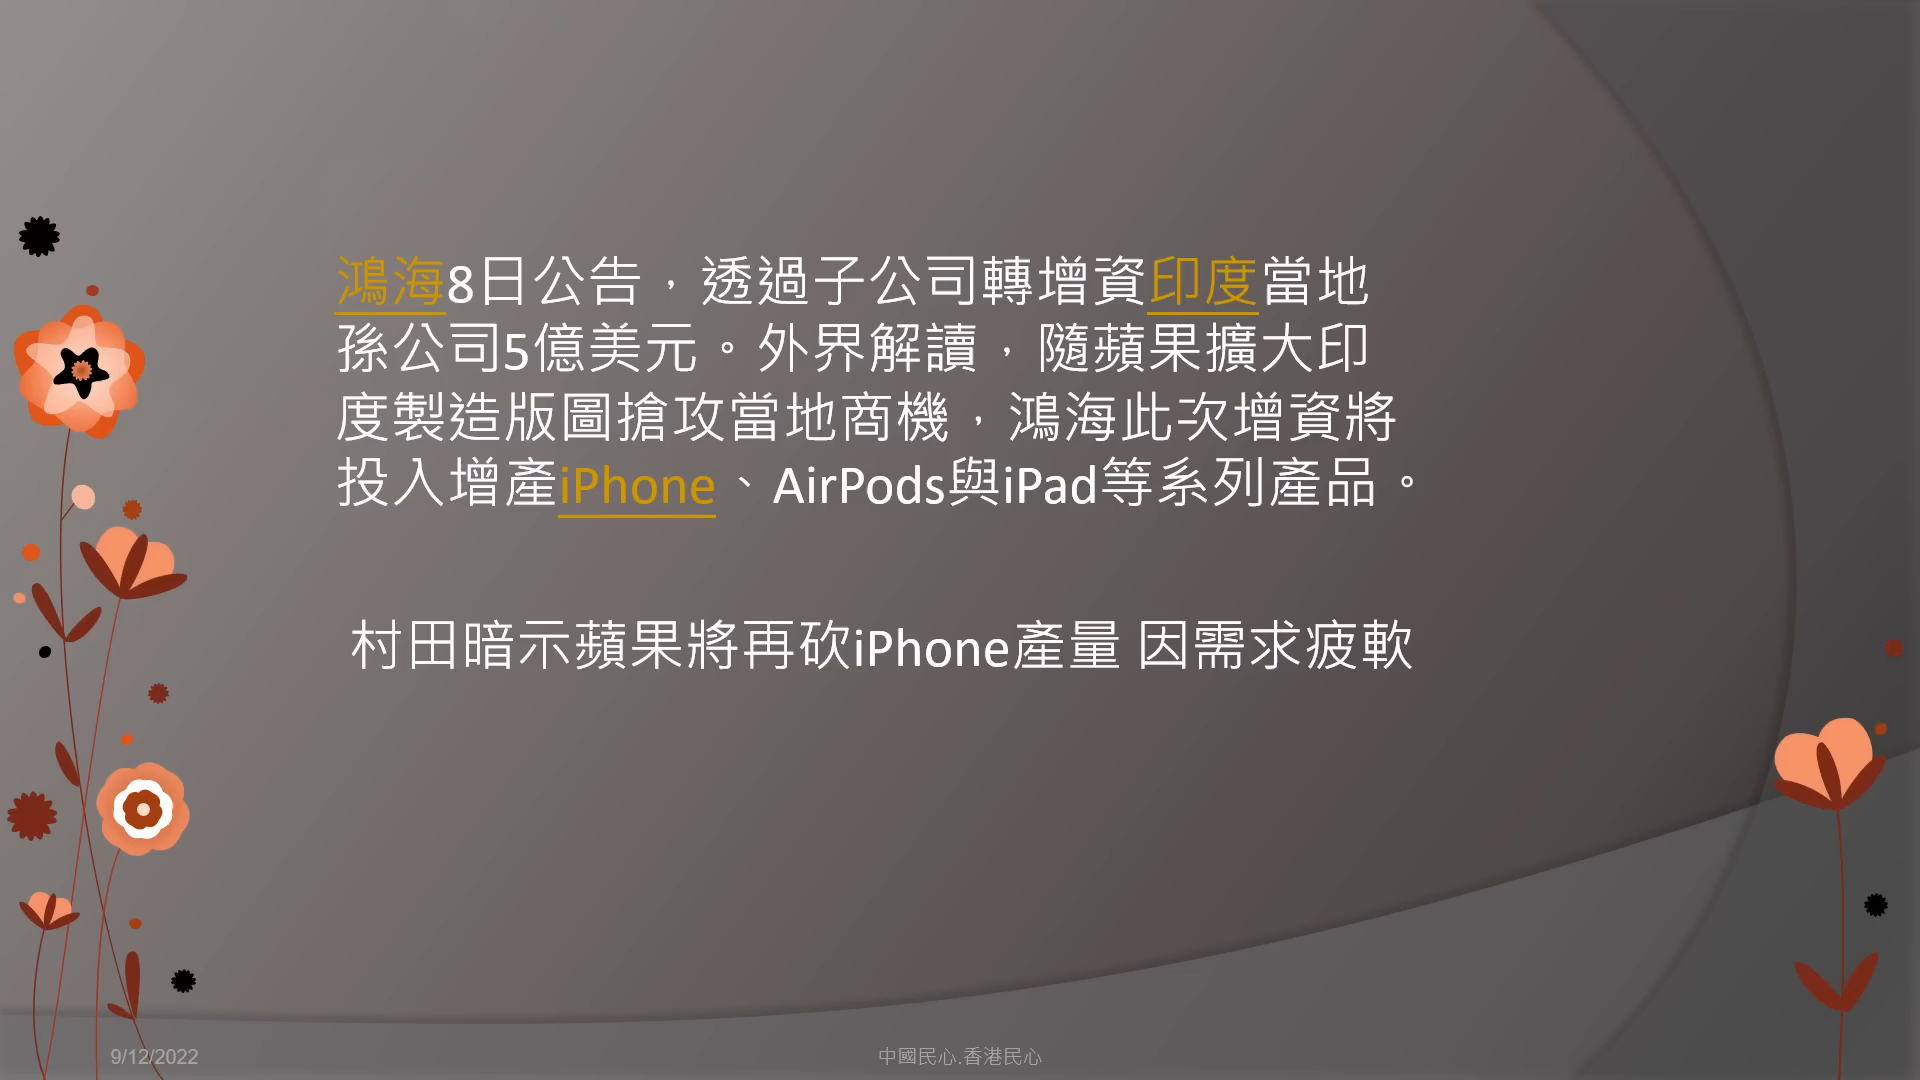 鴻海8日公告，透過子公司轉增資印度當地
孫公司5億美元。外界解讀，隨蘋果擴大印
度製造版圖搶攻當地商機，鴻海此次增資將
投入增產iPhone、AirPods與iPad等系列產品。
村田暗示蘋果將再砍iPhone產量 因需求疲軟
9/12/2022
中國民心.香港民心